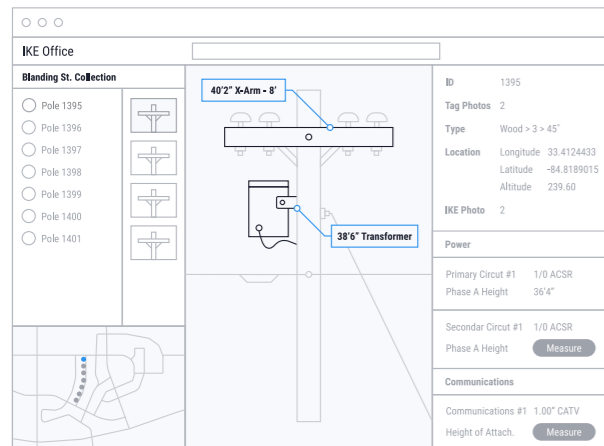 IKE Office
Blanding St. Collection
Pole 1395
Pole 1396
Pole 1397
Pole 1398
Pole 1399
Pole 1400
Pole 1401
40'2" X-Arm - 8'
38'6" Transformer
ID 1395
Tag Photos 2
Type Wood > 3 > 45"
Location Longitude 33.4124433
Latitude -84.8189015
Altitude 239.60
IKE Photo 2
Power
Primary Circut #1 1/0 ACSR
Phase A Height 36'4"
Secondar Circut #1 1/0 ACSR
Phase A Height Measure
Communications
Communications #1 1.00" CATV
Height of Attach. Measure